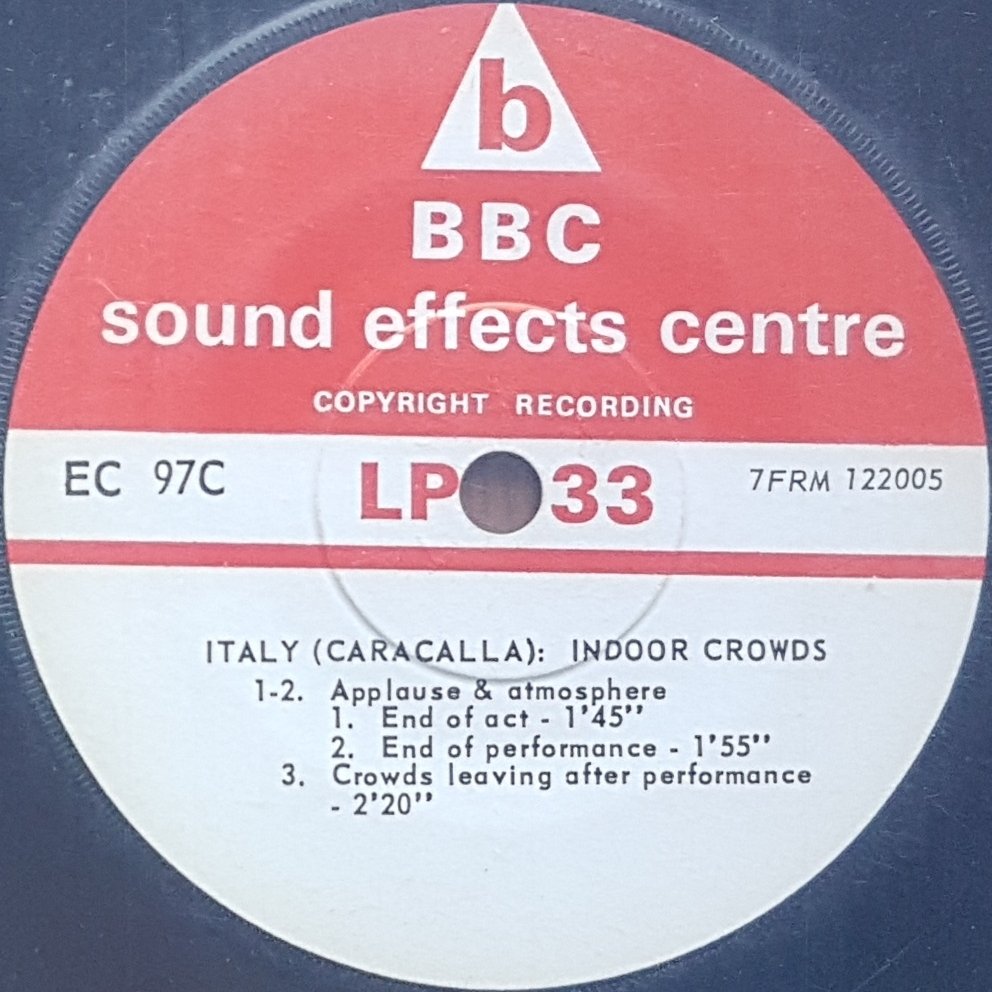 b
BBC
sound effects centre
COPYRIGHT RECORDING
EC 97C LP 33 7FRM 122005
ITALY (CARACALLA): INDOOR CROWDS
1-2. Applause & atmosphere
1. End of act - 1'45''
2. End of performance - 1'55''
3. Crowds leaving after performance
- 2'20''